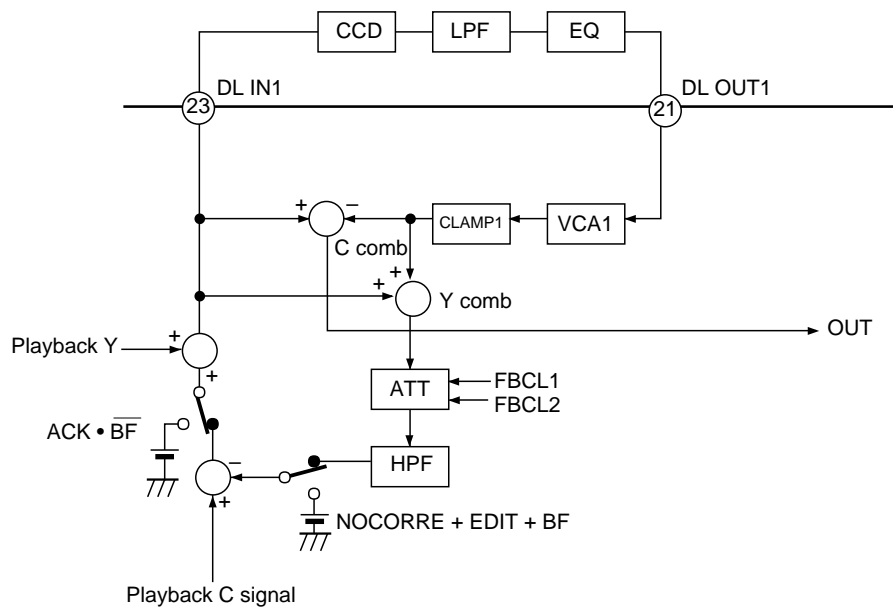 CCD LPF EQ
DL IN1 DL OUT1
23 21
+ − CLAMP1 VCA1
C comb
+ + Y comb
OUT
Playback Y + +
ATT FBCL1
FBCL2
ACK • B̅F̅
HPF
− +
NOCORRE + EDIT + BF
Playback C signal